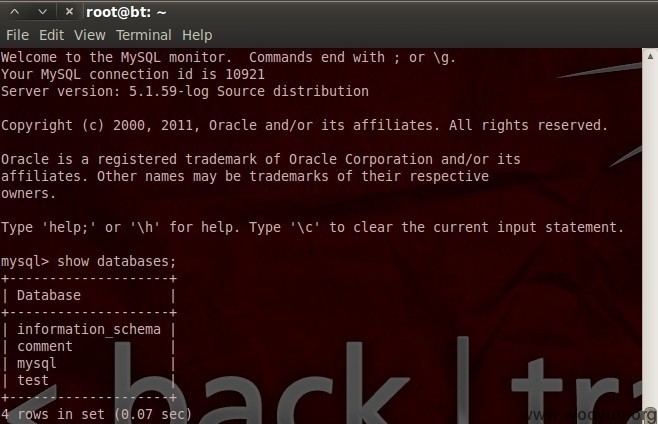 root@bt: ~
File Edit View Terminal Help
Welcome to the MySQL monitor.  Commands end with ; or \g.
Your MySQL connection id is 10921
Server version: 5.1.59-log Source distribution

Copyright (c) 2000, 2011, Oracle and/or its affiliates. All rights reserved.

Oracle is a registered trademark of Oracle Corporation and/or its
affiliates. Other names may be trademarks of their respective
owners.

Type 'help;' or '\h' for help. Type '\c' to clear the current input statement.

mysql> show databases;
+--------------------+
| Database           |
+--------------------+
| information_schema |
| comment            |
| mysql              |
| test               |
+--------------------+
4 rows in set (0.07 sec)
<< back | tra